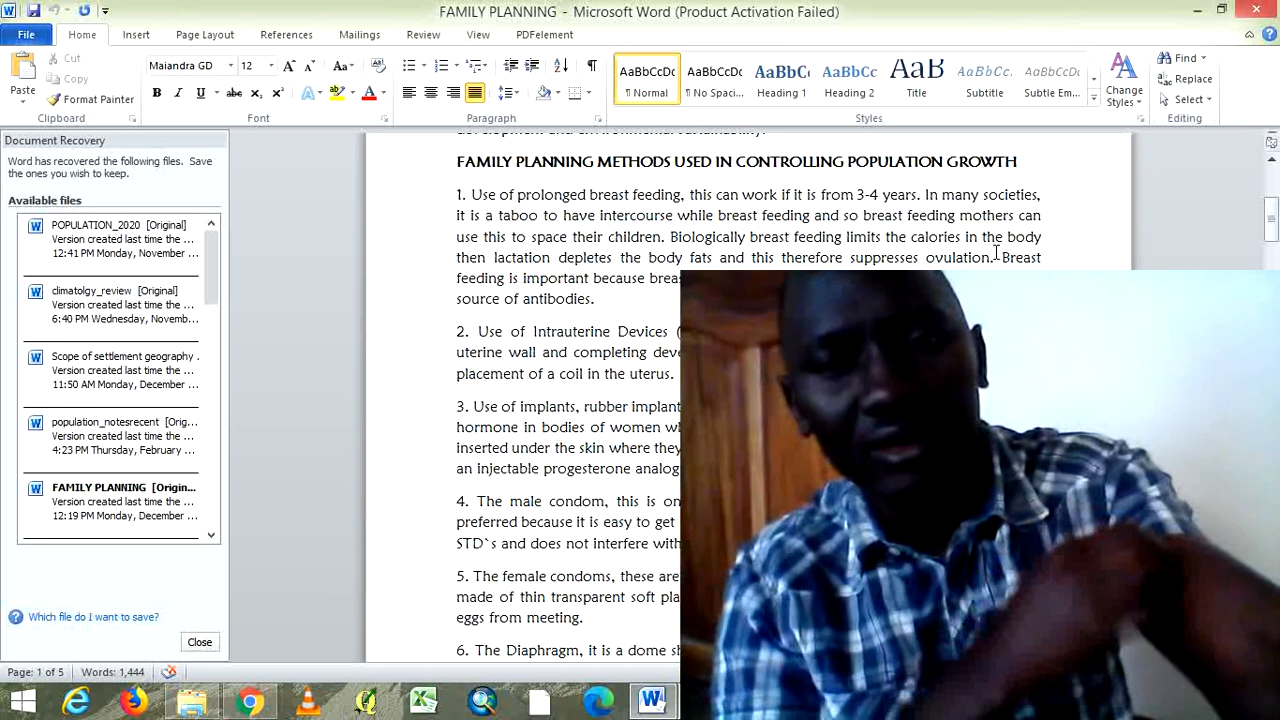 FAMILY PLANNING - Microsoft Word (Product Activation Failed)
File Home Insert Page Layout References Mailings Review View PDFelement
Paste
Cut
Copy
Format Painter
Clipboard
Maiandra GD 12
Font
Paragraph
AaBbCcDc AaBbCcDc AaBbC AaBbCc AaB AaBbCcL AaBbCcDc
¶ Normal ¶ No Spaci... Heading 1 Heading 2 Title Subtitle Subtle Em...
Styles
Change
Styles
Find
Replace
Select
Editing
Document Recovery
Word has recovered the following files. Save
the ones you wish to keep.
Available files
POPULATION_2020 [Original]
Version created last time the ...
12:41 PM Monday, November ...
climatolgy_review [Original]
Version created last time the ...
6:40 PM Wednesday, Novemb...
Scope of settlement geography .
Version created last time the ...
11:50 AM Monday, December ...
population_notesrecent [Orig...
Version created last time the ...
4:23 PM Thursday, February ...
FAMILY PLANNING [Origin...
Version created last time the ...
12:19 PM Monday, December ...
Which file do I want to save?
Close
FAMILY PLANNING METHODS USED IN CONTROLLING POPULATION GROWTH
1. Use of prolonged breast feeding, this can work if it is from 3-4 years. In many societies,
it is a taboo to have intercourse while breast feeding and so breast feeding mothers can
use this to space their children. Biologically breast feeding limits the calories in the body
then lactation depletes the body fats and this therefore suppresses ovulation. Breast
feeding is important because breas
source of antibodies.
2. Use of Intrauterine Devices (
uterine wall and completing deve
placement of a coil in the uterus.
3. Use of implants, rubber implant
hormone in bodies of women wh
inserted under the skin where they
an injectable progesterone analog
4. The male condom, this is on
preferred because it is easy to get
STD`s and does not interfere with
5. The female condoms, these are
made of thin transparent soft pla
eggs from meeting.
6. The Diaphragm, it is a dome sh
Page: 1 of 5 Words: 1,444